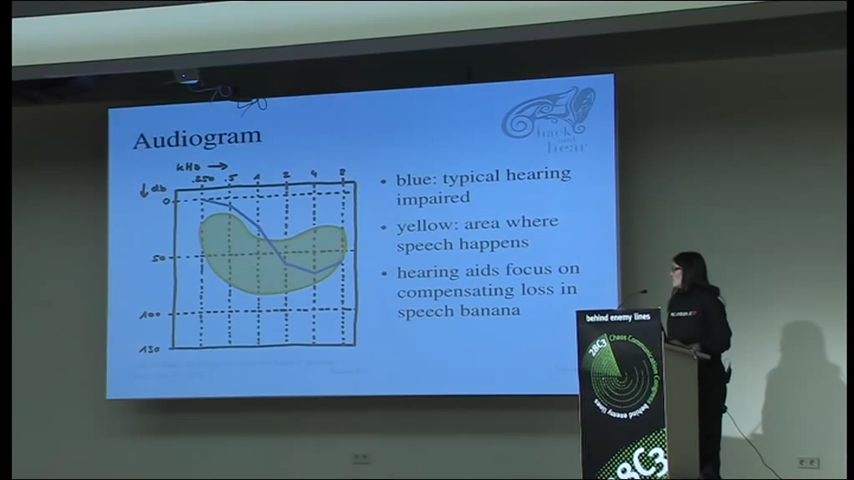 Audiogram
hack
and
hear
kHz →
.250 .5 1 2 4 8
↓ db
0
50
100
130
• blue: typical hearing
impaired
• yellow: area where
speech happens
• hearing aids focus on
compensating loss in
speech banana
behind enemy lines
28C3
Chaos Communication Congress
behind enemy lines
28C3